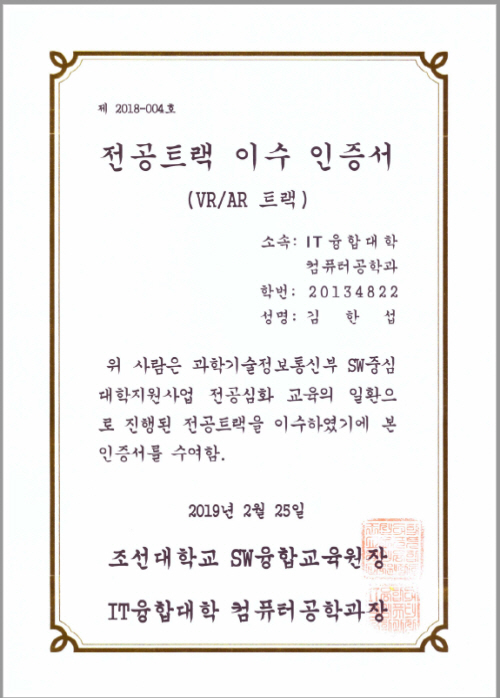 제 2018-004호
전공트랙 이수 인증서
(VR/AR 트랙)
소속: IT융합대학
컴퓨터공학과
학번: 20134822
성명: 김 한 섭
위 사람은 과학기술정보통신부 SW중심
대학지원사업 전공심화 교육의 일환으
로 진행된 전공트랙을 이수하였기에 본
인증서를 수여함.
2019년 2월 25일
조선대학교 SW융합교육원장
IT융합대학 컴퓨터공학과장